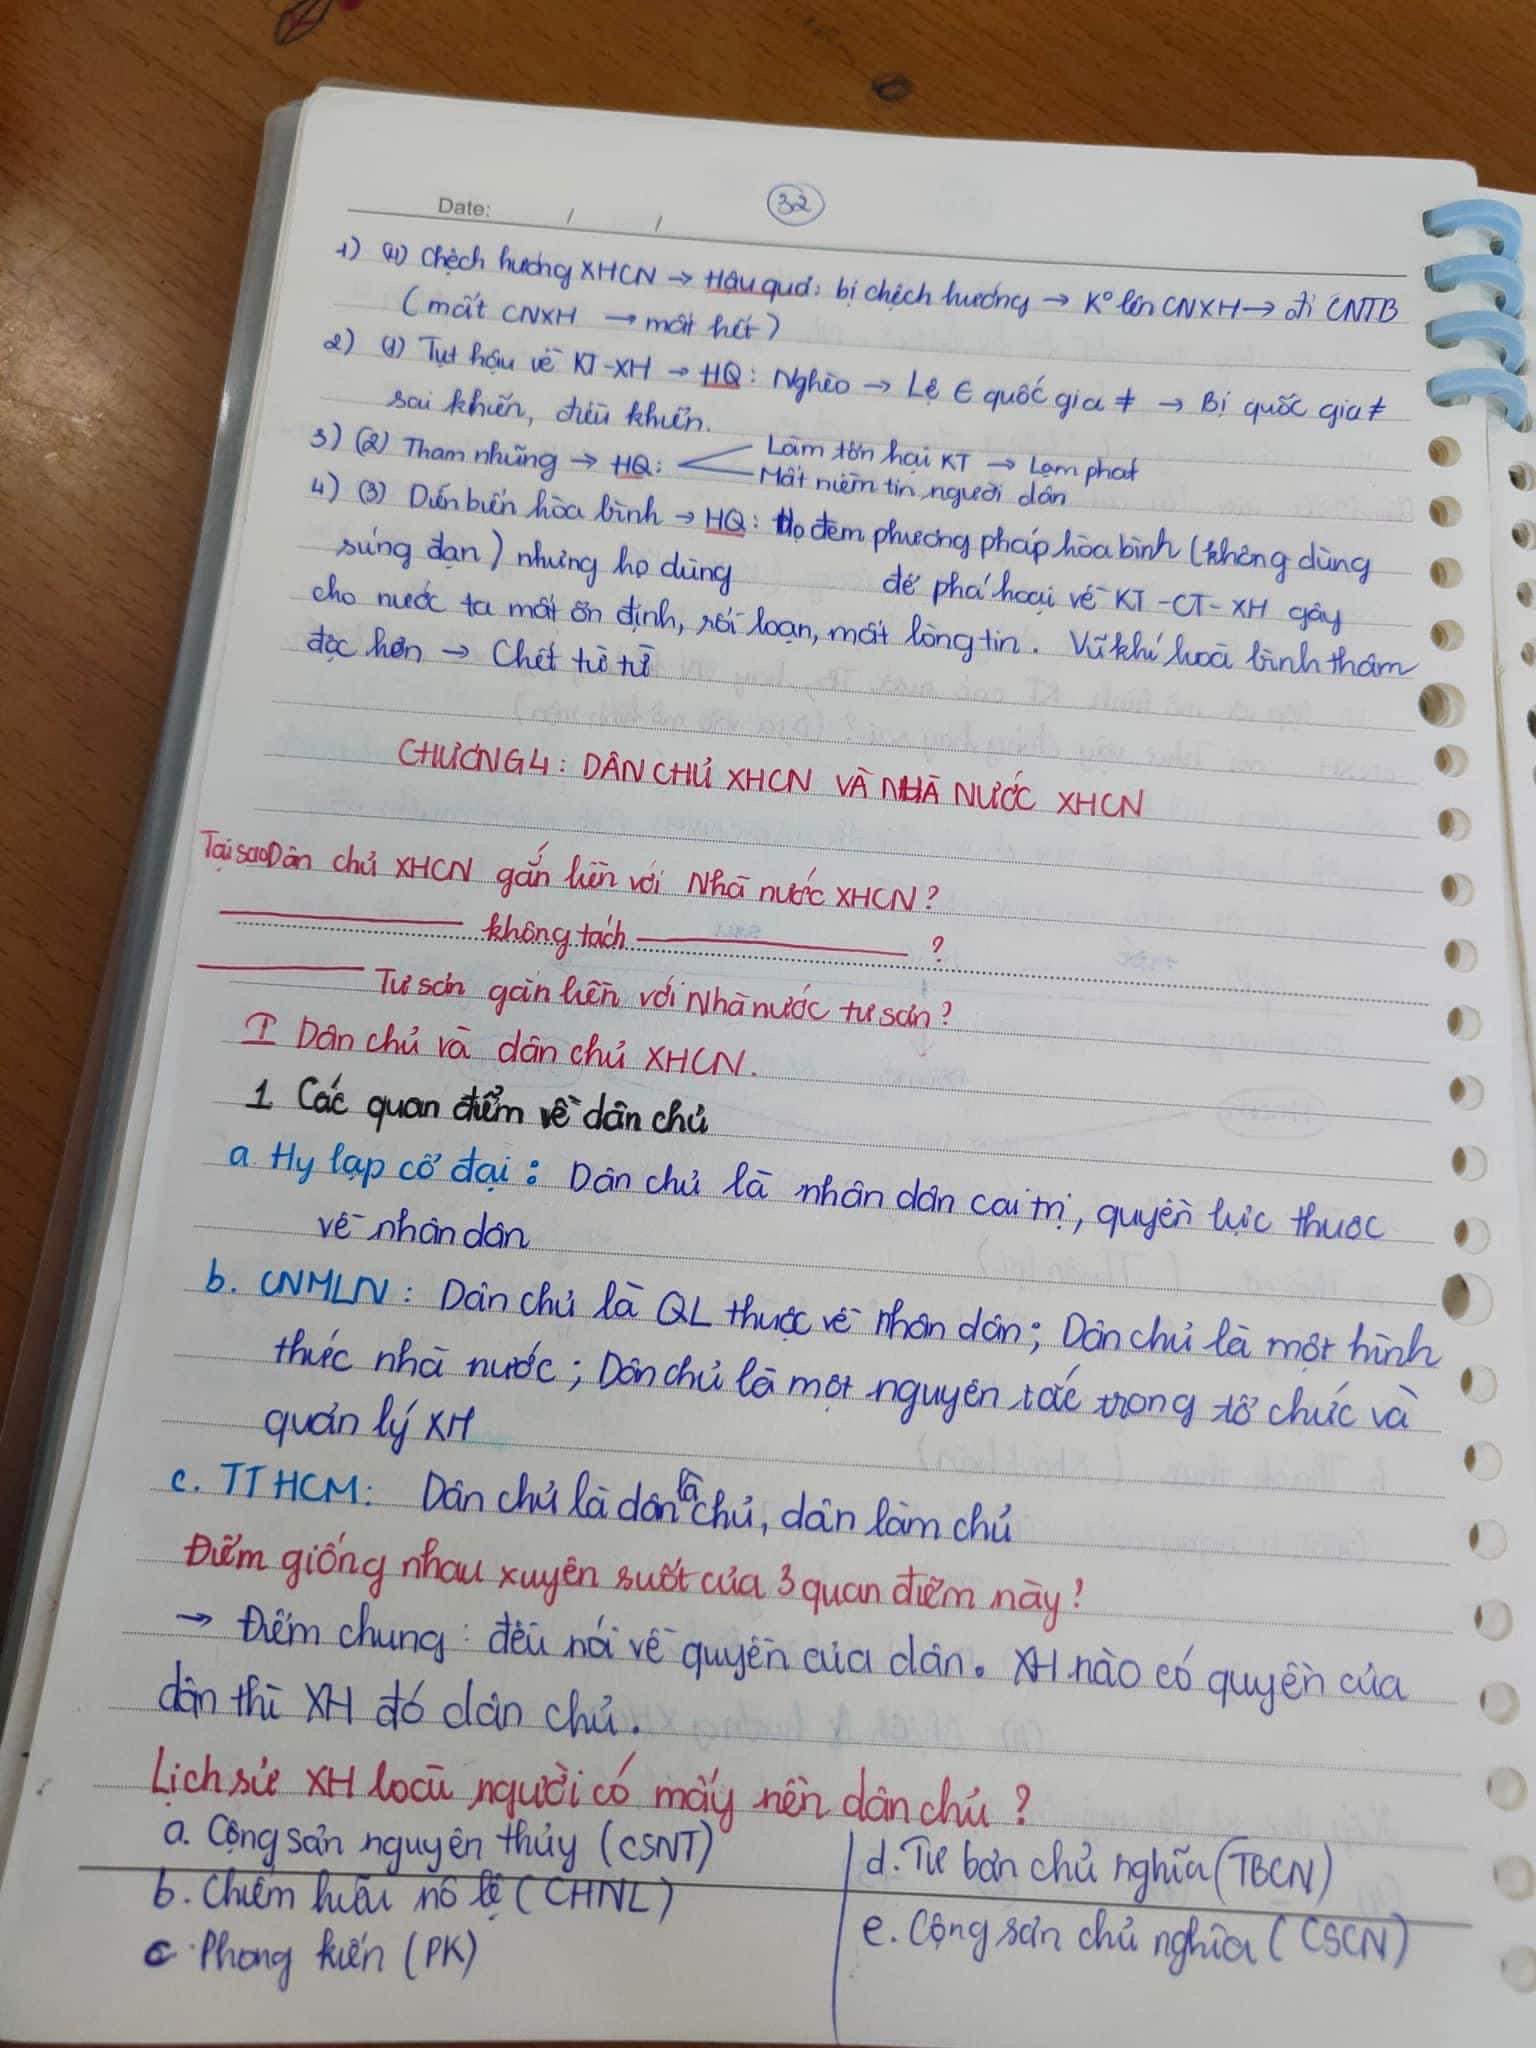 Date: / / 32
1) (4) Chệch hướng XHCN → Hậu quả: bị chệch hướng → K° lên CNXH → đi CNTB
(mất CNXH → mất hết)
2) (1) Tụt hậu về KT-XH → HQ: Nghèo → Lệ ∈ quốc gia ≠ → Bị quốc gia ≠
sai khiến, điều khiển.
3) (2) Tham nhũng → HQ: Làm tổn hại KT → Lạm phát
Mất niềm tin người dân
4) (3) Diễn biến hòa bình → HQ: Họ đem phương pháp hòa bình (không dùng
súng đạn) nhưng họ dùng để phá hoại về KT-CT-XH gây
cho nước ta mất ổn định, rối loạn, mất lòng tin. Vũ khí hoà bình thâm
độc hơn → Chết từ từ
CHƯƠNG 4: DÂN CHỦ XHCN VÀ NHÀ NƯỚC XHCN
Tại sao Dân chủ XHCN gắn liền với Nhà nước XHCN?
không tách ?
Tư sản gắn liền với Nhà nước tư sản?
I Dân chủ và dân chủ XHCN.
1 Các quan điểm về dân chủ
a. Hy lạp cổ đại: Dân chủ là nhân dân cai trị, quyền lực thuộc
về nhân dân
b. CNMLN: Dân chủ là QL thuộc về nhân dân; Dân chủ là một hình
thức nhà nước; Dân chủ là một nguyên tắc trong tổ chức và
quản lý XH
c. TTHCM: Dân chủ là dân là chủ, dân làm chủ
Điểm giống nhau xuyên suốt của 3 quan điểm này?
→ Điểm chung: đều nói về quyền của dân. XH nào có quyền của
dân thì XH đó dân chủ.
Lịch sử XH loài người có mấy nền dân chủ?
a. Cộng sản nguyên thủy (CSNT)
b. Chiếm hữu nô lệ (CHNL)
c. Phong kiến (PK)
d. Tư bản chủ nghĩa (TBCN)
e. Cộng sản chủ nghĩa (CSCN)